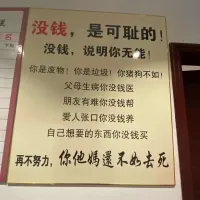 没钱，是可耻的！
没钱，说明你无能！
你是废物！你是垃圾！你猪狗不如！
父母生病你没钱医
朋友有难你没钱帮
爱人张口你没钱养
自己想要的东西你没钱买
再不努力，你他媽還不如去死